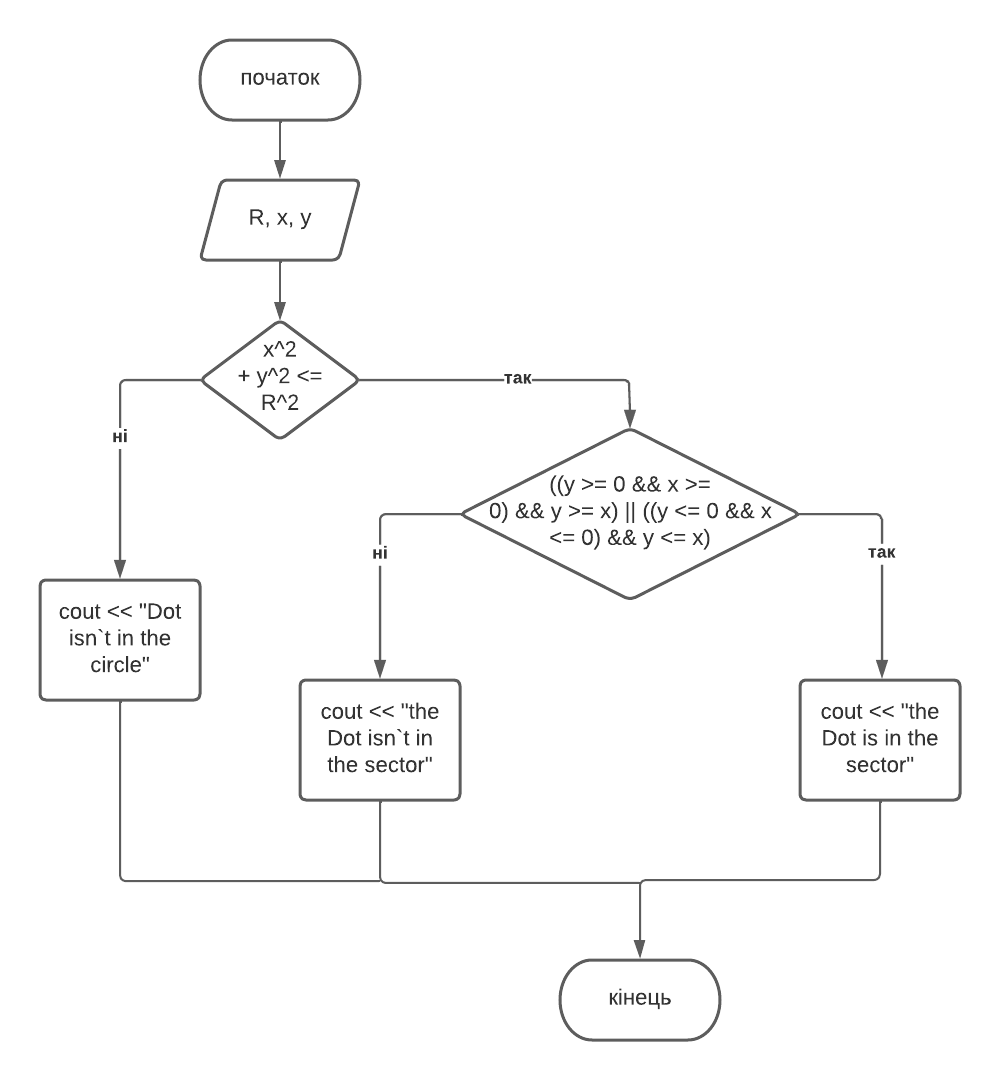 початок
R, x, y
x^2
+ y^2 <=
R^2
так
ні
((y >= 0 && x >=
0) && y >= x) || ((y <= 0 && x
<= 0) && y <= x)
ні
так
cout << "Dot
isn`t in the
circle"
cout << "the
Dot isn`t in
the sector"
cout << "the
Dot is in the
sector"
кінець